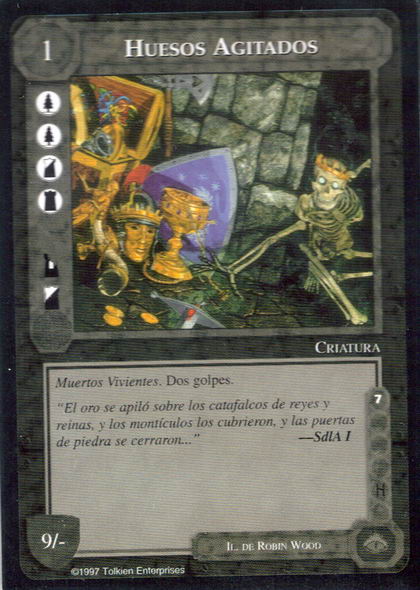 1
HUESOS AGITADOS
CRIATURA
Muertos Vivientes. Dos golpes.
7
“El oro se apiló sobre los catafalcos de reyes y
reinas, y los montículos los cubrieron, y las puertas
de piedra se cerraron...” —SdlA I
H
9/-
IL. DE ROBIN WOOD
©1997 Tolkien Enterprises